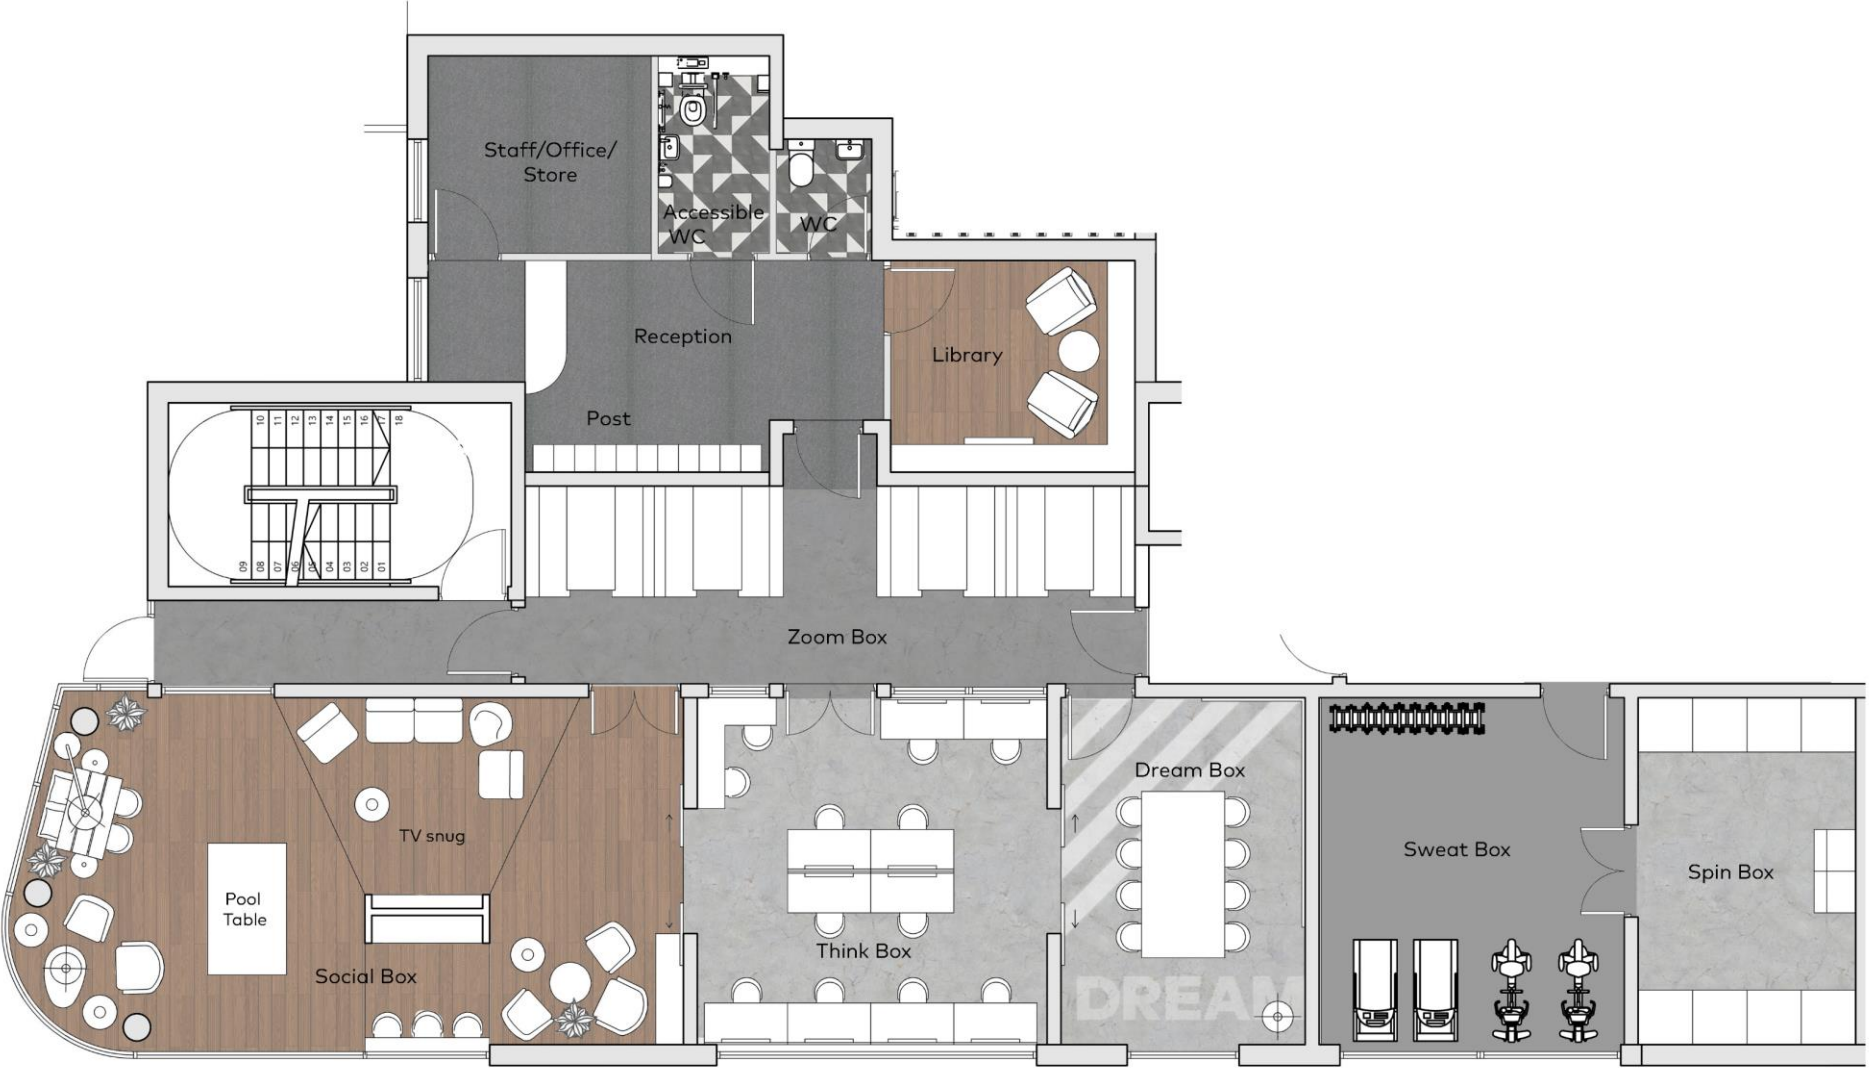 Staff/Office/
Store
Accessible
WC
WC
Reception
Library
Post
10
11
12
13
14
15
16
17
18
09
08
07
06
05
04
03
02
01
Zoom Box
TV snug
Pool
Table
Social Box
Think Box
Dream Box
DREAM
Sweat Box
Spin Box